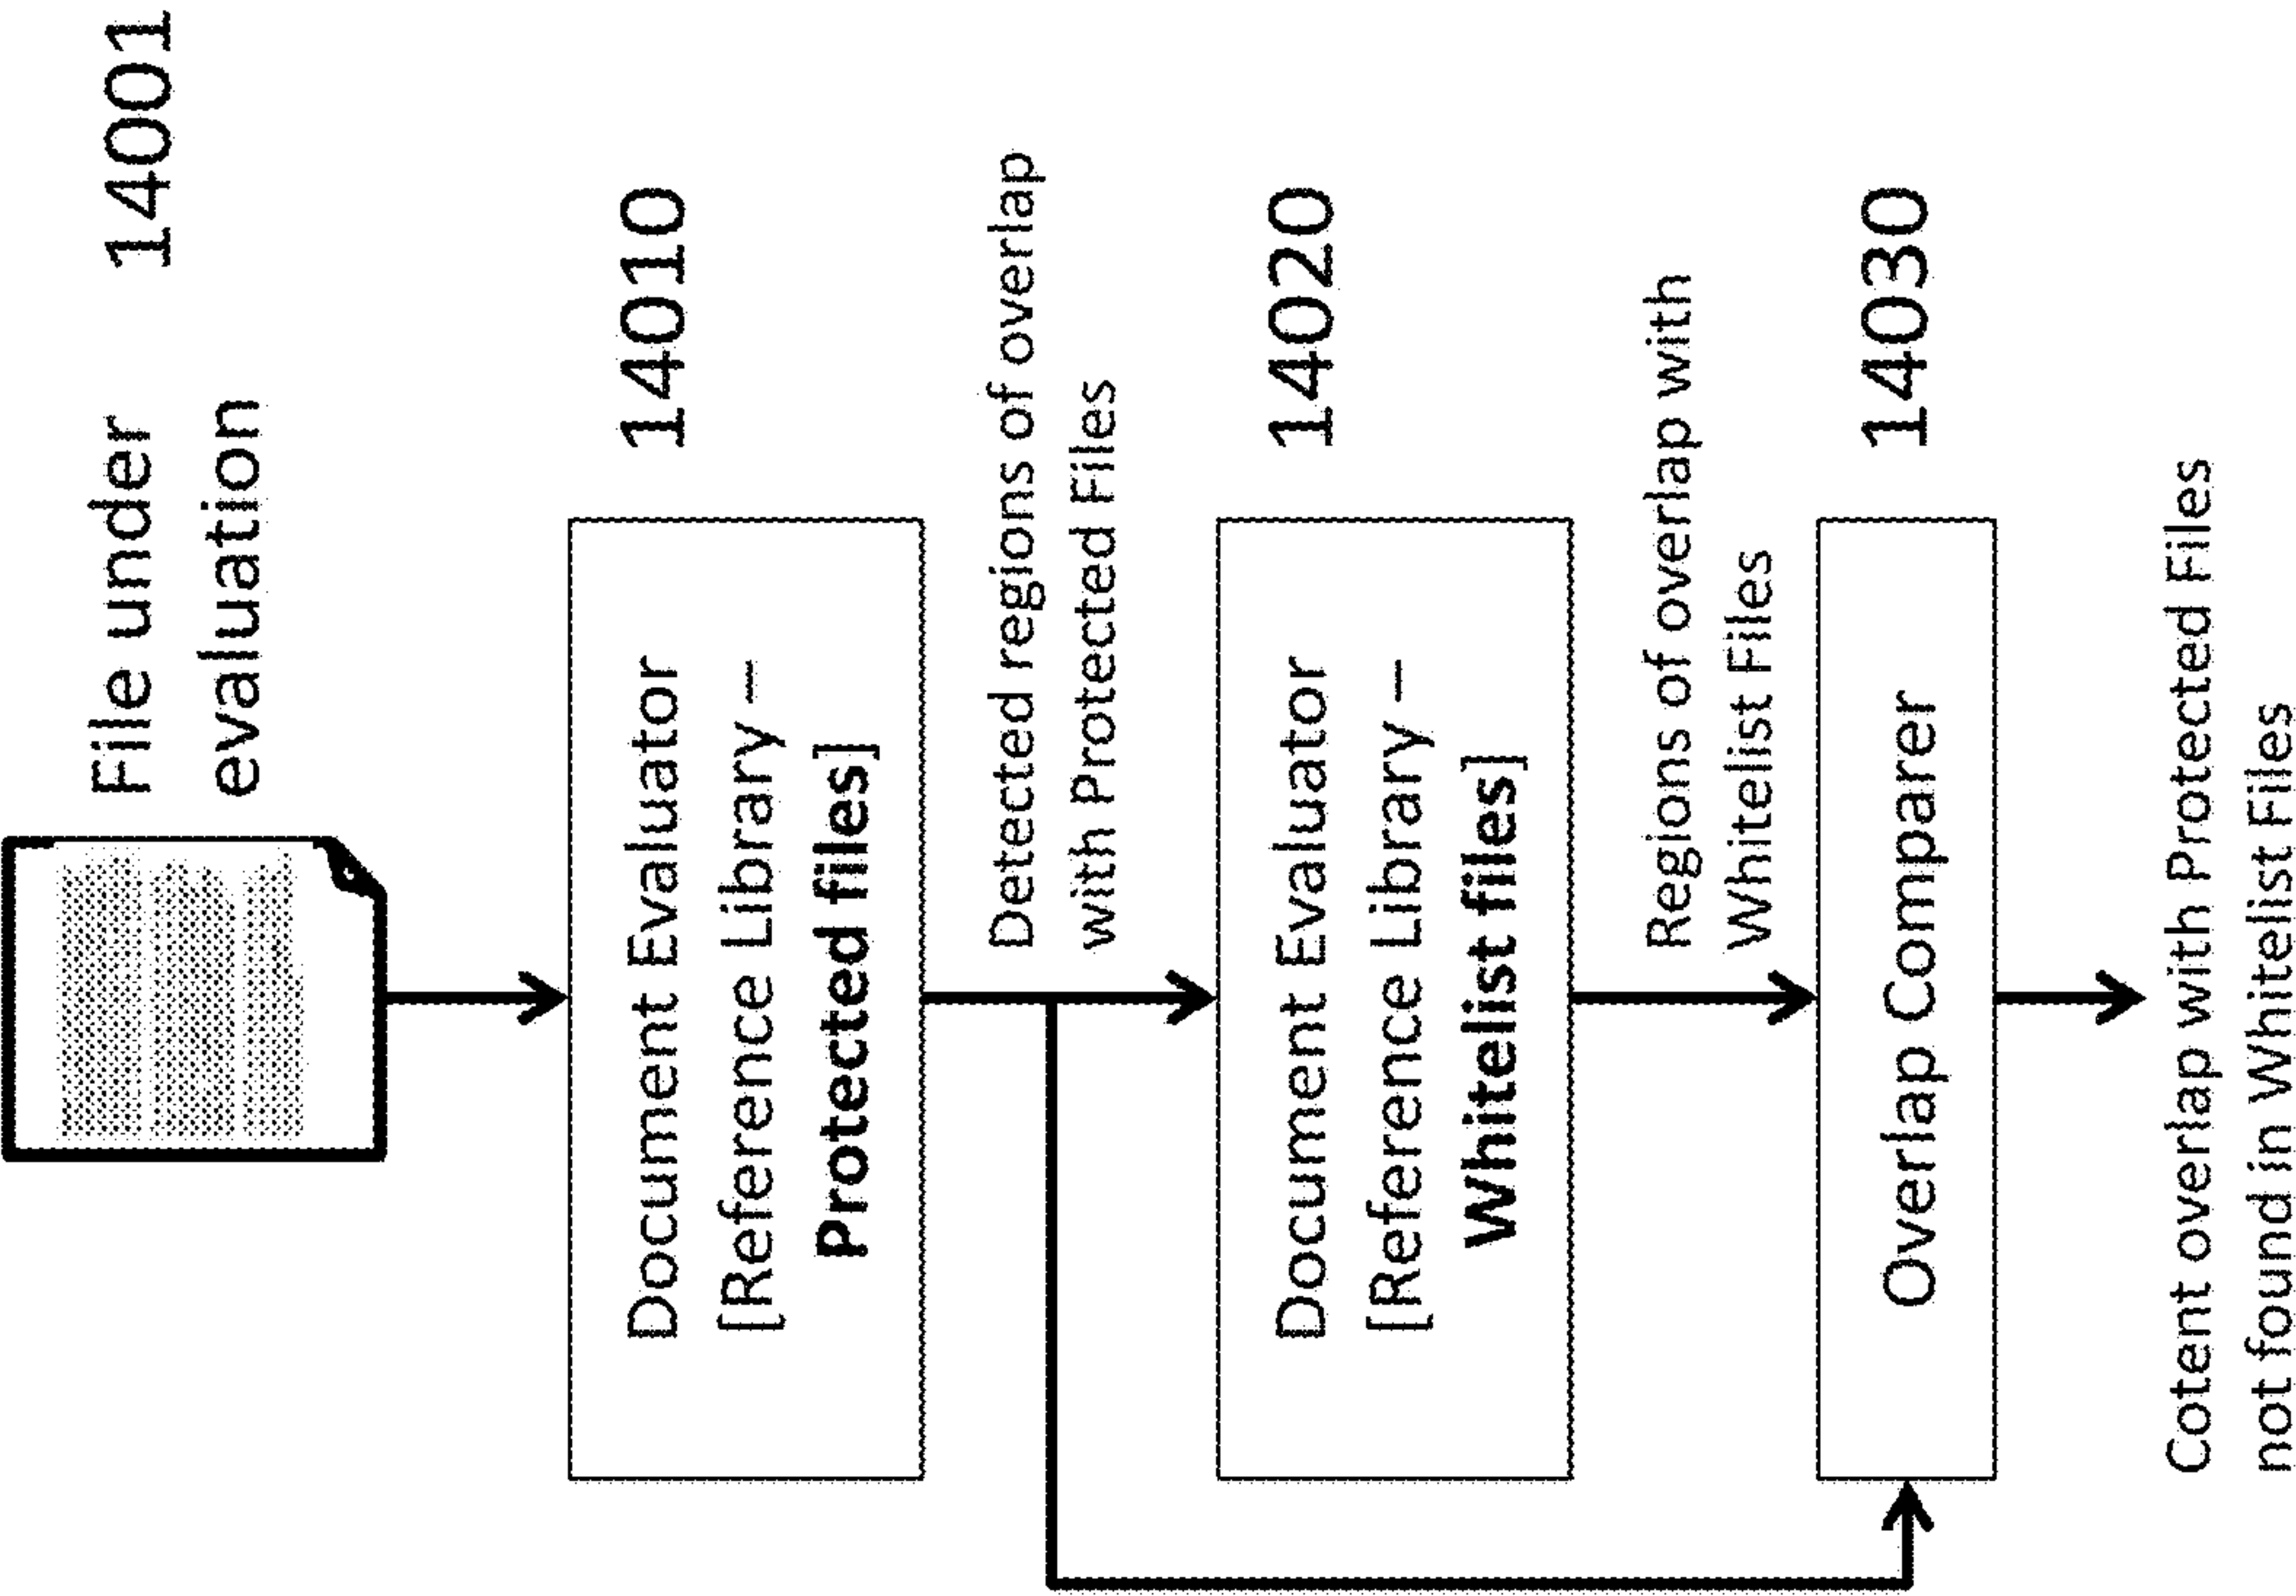 File under
evaluation
14001
Document Evaluator
[Reference Library –
Protected files]
14010
Detected regions of overlap
with Protected Files
Document Evaluator
[Reference Library –
Whitelist files]
14020
Regions of overlap with
Whitelist Files
Overlap Comparer
14030
Cotent overlap with Protected Files
not found in Whitelist Files